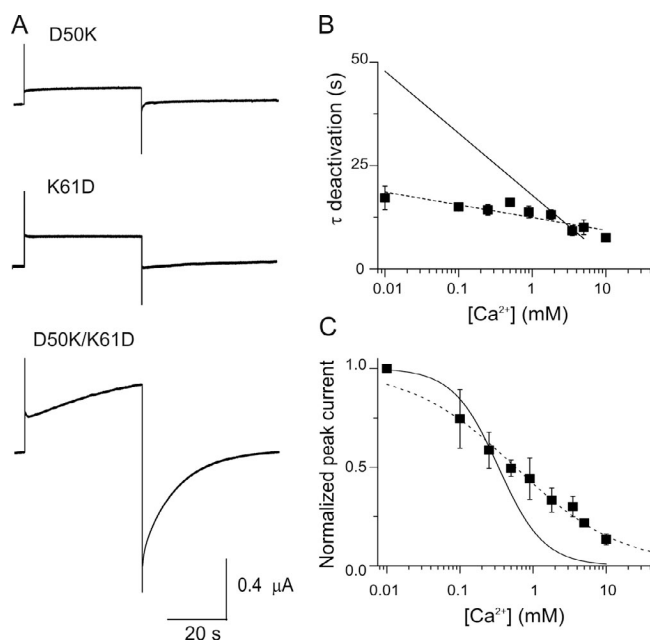 A
D50K
K61D
D50K/K61D
0.4 μA
20 s
B
50
25
0
τ deactivation (s)
0.01
0.1
1
10
[Ca²⁺] (mM)
C
1.0
0.5
0.0
Normalized peak current
0.01
0.1
1
10
[Ca²⁺] (mM)